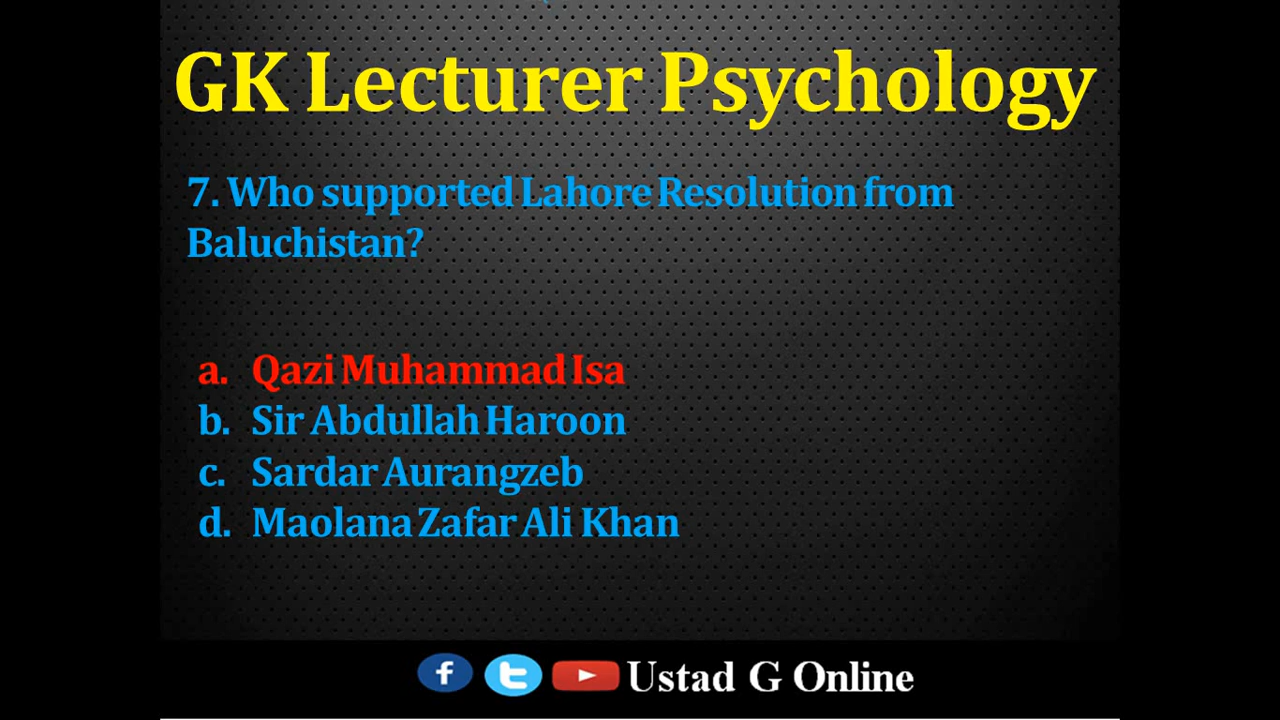 GK Lecturer Psychology
7. Who supported Lahore Resolution from
Baluchistan?
a. Qazi Muhammad Isa
b. Sir Abdullah Haroon
c. Sardar Aurangzeb
d. Maolana Zafar Ali Khan
Ustad G Online